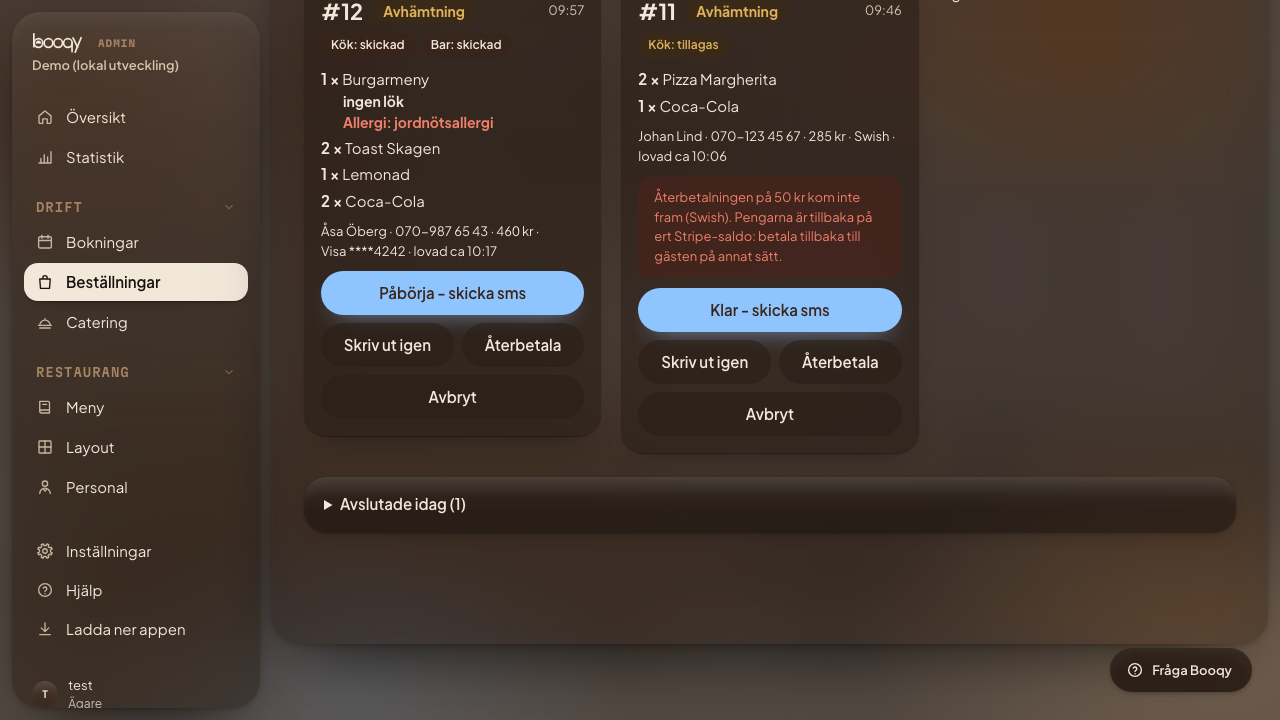 booqy ADMIN
Demo (lokal utveckling)
Översikt
Statistik
DRIFT
Bokningar
Beställningar
Catering
RESTAURANG
Meny
Layout
Personal
Inställningar
Hjälp
Ladda ner appen
T
test
Ägare
#12 Avhämtning 09:57
Kök: skickad Bar: skickad
1 × Burgarmeny
ingen lök
Allergi: jordnötsallergi
2 × Toast Skagen
1 × Lemonad
2 × Coca-Cola
Åsa Öberg · 070-987 65 43 · 460 kr ·
Visa ****4242 · lovad ca 10:17
Påbörja – skicka sms
Skriv ut igen Återbetala
Avbryt
#11 Avhämtning 09:46
Kök: tillagas
2 × Pizza Margherita
1 × Coca-Cola
Johan Lind · 070-123 45 67 · 285 kr · Swish ·
lovad ca 10:06
Återbetalningen på 50 kr kom inte
fram (Swish). Pengarna är tillbaka på
ert Stripe-saldo: betala tillbaka till
gästen på annat sätt.
Klar – skicka sms
Skriv ut igen Återbetala
Avbryt
Avslutade idag (1)
Fråga Booqy